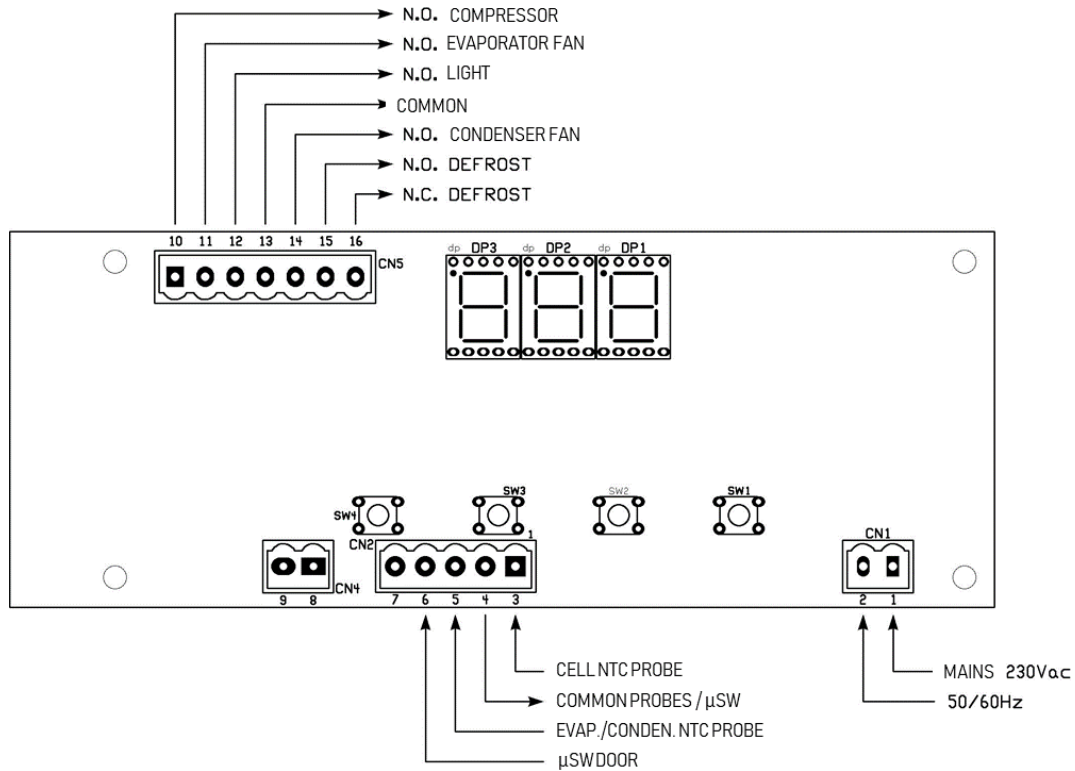 N.O. COMPRESSOR
N.O. EVAPORATOR FAN
N.O. LIGHT
COMMON
N.O. CONDENSER FAN
N.O. DEFROST
N.C. DEFROST
10 11 12 13 14 15 16
CN5
dp DP3 dp DP2 dp DP1
SW4
SW3
SW2
SW1
CN2
1
CN1
CN4
9 8
7 6 5 4 3
2 1
CELL NTC PROBE
COMMON PROBES / µSW
EVAP./CONDEN. NTC PROBE
µSW DOOR
MAINS 230Vac
50/60Hz